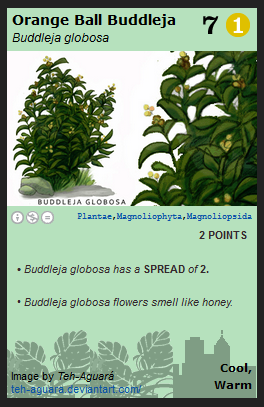 Orange Ball Buddleja
7
1
Buddleja globosa
BUDDLEJA GLOBOSA
Plantae,Magnoliophyta,Magnoliopsida
2 POINTS
• Buddleja globosa has a SPREAD of 2.
• Buddleja globosa flowers smell like honey.
Cool,
Warm
Image by Teh-Aguará
teh-aguara.deviantart.com/